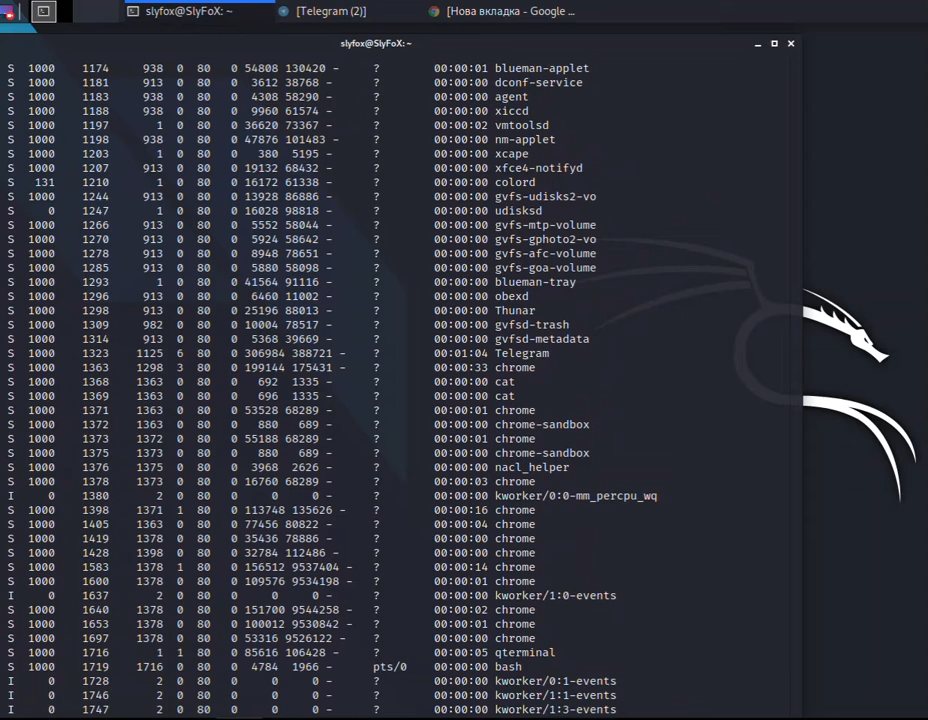 slyfox@SlyFoX: ~ [Telegram (2)] [Нова вкладка - Google ...
slyfox@SlyFoX: ~
S 1000 1174 938 0 80 0 54808 130420 - ? 00:00:01 blueman-applet
S 1000 1181 913 0 80 0 3612 38768 - ? 00:00:00 dconf-service
S 1000 1183 938 0 80 0 4308 58290 - ? 00:00:00 agent
S 1000 1188 938 0 80 0 9960 61574 - ? 00:00:00 xiccd
S 1000 1197 1 0 80 0 36620 73367 - ? 00:00:02 vmtoolsd
S 1000 1198 938 0 80 0 47876 101483 - ? 00:00:00 nm-applet
S 1000 1203 1 0 80 0 380 5195 - ? 00:00:00 xcape
S 1000 1207 913 0 80 0 19132 68432 - ? 00:00:00 xfce4-notifyd
S 131 1210 1 0 80 0 16172 61338 - ? 00:00:00 colord
S 1000 1244 913 0 80 0 13928 86886 - ? 00:00:00 gvfs-udisks2-vo
S 0 1247 1 0 80 0 16028 98818 - ? 00:00:00 udisksd
S 1000 1266 913 0 80 0 5552 58044 - ? 00:00:00 gvfs-mtp-volume
S 1000 1270 913 0 80 0 5924 58642 - ? 00:00:00 gvfs-gphoto2-vo
S 1000 1278 913 0 80 0 8948 78651 - ? 00:00:00 gvfs-afc-volume
S 1000 1285 913 0 80 0 5880 58098 - ? 00:00:00 gvfs-goa-volume
S 1000 1293 1 0 80 0 41564 91116 - ? 00:00:00 blueman-tray
S 1000 1296 913 0 80 0 6460 11002 - ? 00:00:00 obexd
S 1000 1298 913 0 80 0 25196 88013 - ? 00:00:00 Thunar
S 1000 1309 982 0 80 0 10004 78517 - ? 00:00:00 gvfsd-trash
S 1000 1314 913 0 80 0 5368 39669 - ? 00:00:00 gvfsd-metadata
S 1000 1323 1125 6 80 0 306984 388721 - ? 00:01:04 Telegram
S 1000 1363 1298 3 80 0 199144 175431 - ? 00:00:33 chrome
S 1000 1368 1363 0 80 0 692 1335 - ? 00:00:00 cat
S 1000 1369 1363 0 80 0 696 1335 - ? 00:00:00 cat
S 1000 1371 1363 0 80 0 53528 68289 - ? 00:00:01 chrome
S 1000 1372 1363 0 80 0 880 689 - ? 00:00:00 chrome-sandbox
S 1000 1373 1372 0 80 0 55188 68289 - ? 00:00:01 chrome
S 1000 1375 1373 0 80 0 880 689 - ? 00:00:00 chrome-sandbox
S 1000 1376 1375 0 80 0 3968 2626 - ? 00:00:00 nacl_helper
S 1000 1378 1373 0 80 0 16760 68289 - ? 00:00:03 chrome
I 0 1380 2 0 80 0 0 0 - ? 00:00:00 kworker/0:0-mm_percpu_wq
S 1000 1398 1371 1 80 0 113748 135626 - ? 00:00:16 chrome
S 1000 1405 1363 0 80 0 77456 80822 - ? 00:00:04 chrome
S 1000 1419 1378 0 80 0 35436 78886 - ? 00:00:00 chrome
S 1000 1428 1398 0 80 0 32784 112486 - ? 00:00:00 chrome
S 1000 1583 1378 1 80 0 156512 9537404 - ? 00:00:14 chrome
S 1000 1600 1378 0 80 0 109576 9534198 - ? 00:00:01 chrome
I 0 1637 2 0 80 0 0 0 - ? 00:00:00 kworker/1:0-events
S 1000 1640 1378 0 80 0 151700 9544258 - ? 00:00:02 chrome
S 1000 1653 1378 0 80 0 100012 9530842 - ? 00:00:01 chrome
S 1000 1697 1378 0 80 0 53316 9526122 - ? 00:00:00 chrome
S 1000 1716 1 1 80 0 85616 106428 - ? 00:00:05 qterminal
S 1000 1719 1716 0 80 0 4784 1966 - pts/0 00:00:00 bash
I 0 1728 2 0 80 0 0 0 - ? 00:00:00 kworker/0:1-events
I 0 1746 2 0 80 0 0 0 - ? 00:00:00 kworker/1:1-events
I 0 1747 2 0 80 0 0 0 - ? 00:00:00 kworker/1:3-events